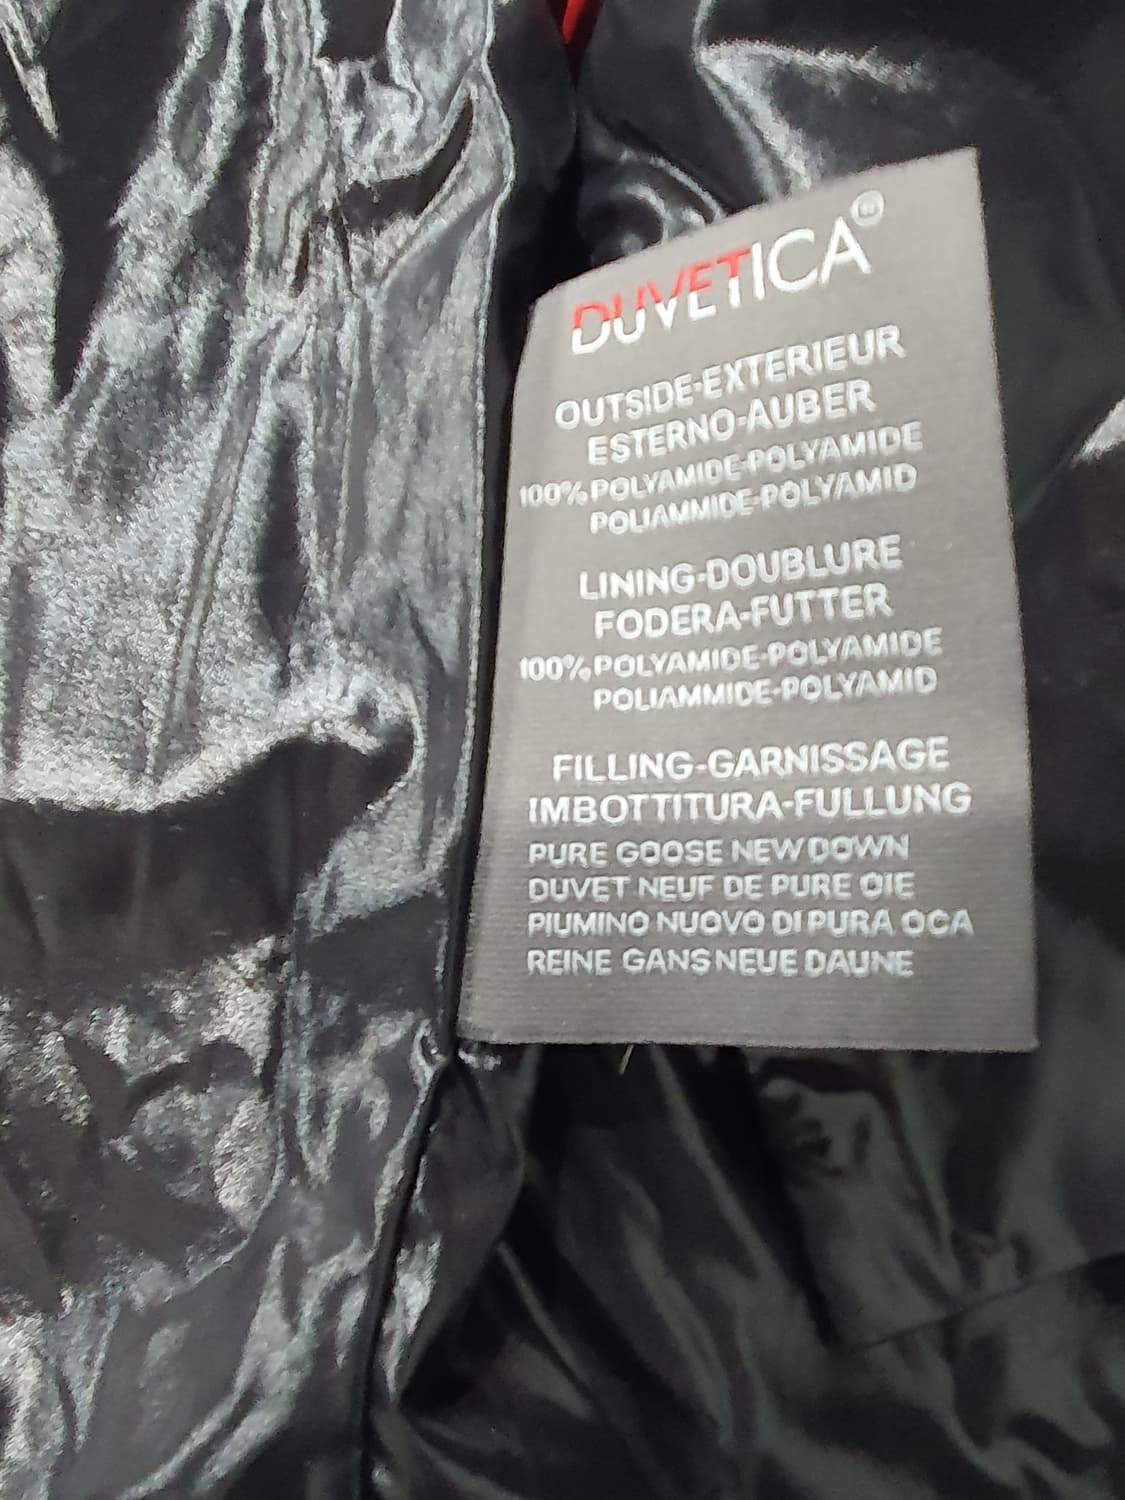 DUVETICA®
OUTSIDE-EXTERIEUR
ESTERNO-AUBER
100% POLYAMIDE-POLYAMIDE
POLIAMMIDE-POLYAMID
LINING-DOUBLURE
FODERA-FUTTER
100% POLYAMIDE-POLYAMIDE
POLIAMMIDE-POLYAMID
FILLING-GARNISSAGE
IMBOTTITURA-FULLUNG
PURE GOOSE NEW DOWN
DUVET NEUF DE PURE OIE
PIUMINO NUOVO DI PURA OCA
REINE GANS NEUE DAUNE